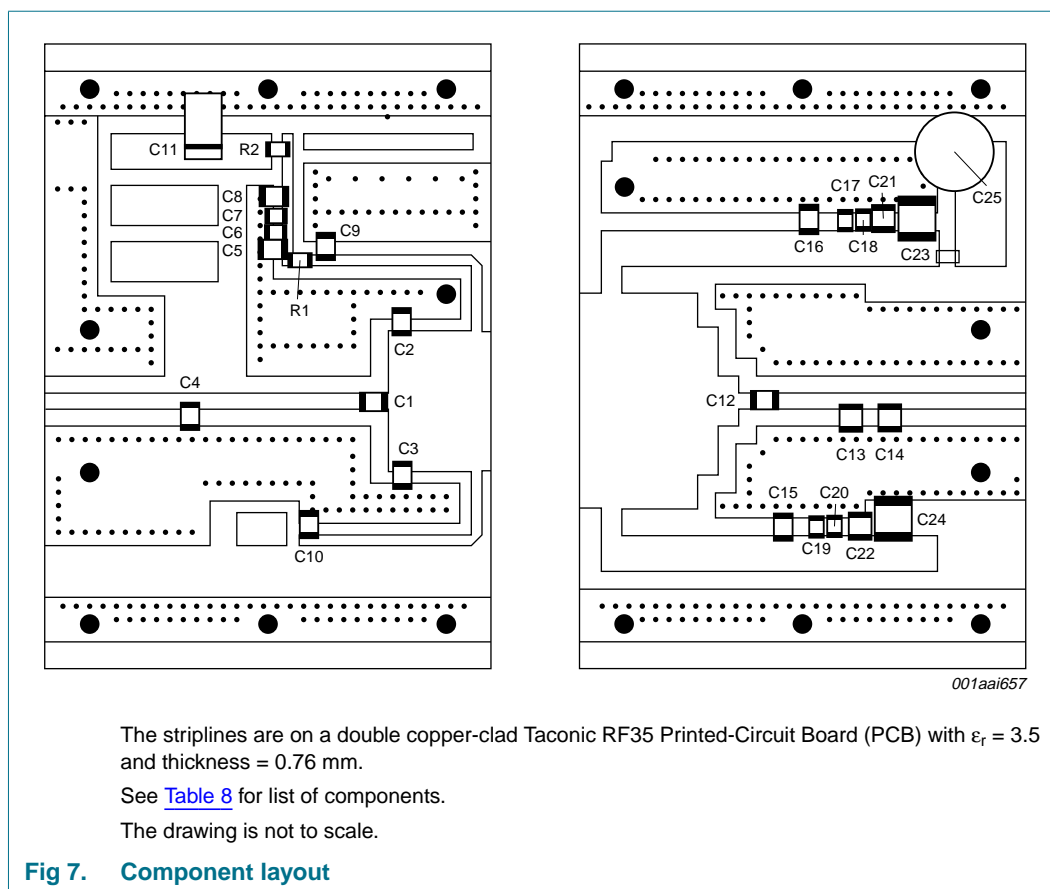 C11
R2
C8
C7
C6
C5
C9
R1
C2
C4
C1
C3
C10
C17
C21
C25
C16
C18
C23
C12
C13 C14
C15
C20
C24
C19
C22
001aai657
The striplines are on a double copper-clad Taconic RF35 Printed-Circuit Board (PCB) with εr = 3.5
and thickness = 0.76 mm.
See Table 8 for list of components.
The drawing is not to scale.
Fig 7. Component layout